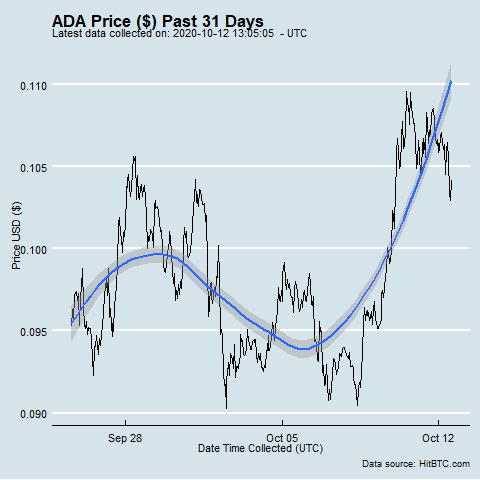 ADA Price ($) Past 31 Days
Latest data collected on: 2020-10-12 13:05:05 - UTC
0.110
0.105
0.100
0.095
0.090
Price USD ($)
Sep 28
Oct 05
Oct 12
Date Time Collected (UTC)
Data source: HitBTC.com